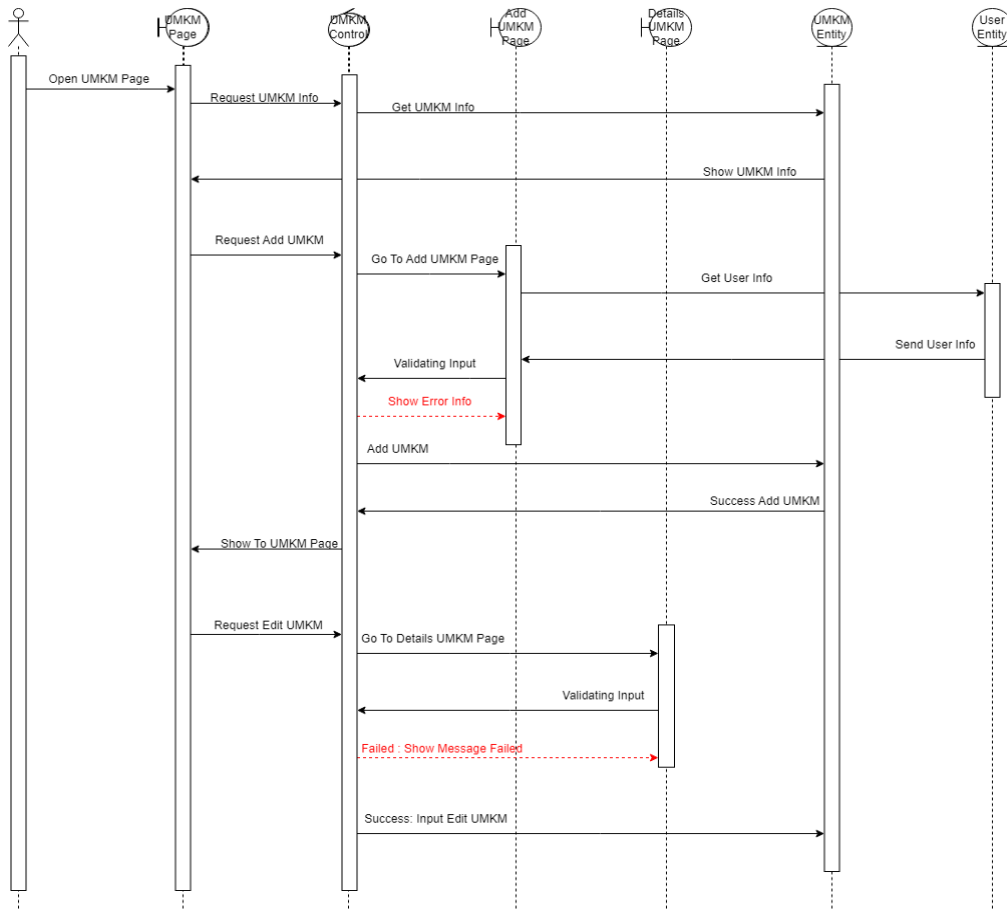 UMKM
Page
UMKM
Control
Add
UMKM
Page
Details
UMKM
Page
UMKM
Entity
User
Entity
Open UMKM Page
Request UMKM Info
Get UMKM Info
Show UMKM Info
Request Add UMKM
Go To Add UMKM Page
Get User Info
Send User Info
Validating Input
Show Error Info
Add UMKM
Success Add UMKM
Show To UMKM Page
Request Edit UMKM
Go To Details UMKM Page
Validating Input
Failed : Show Message Failed
Success: Input Edit UMKM